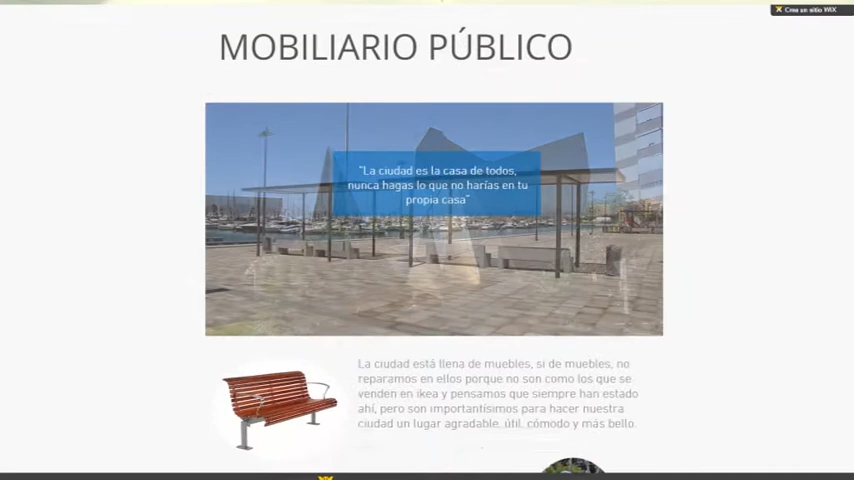 Cree un sitio WiX
MOBILIARIO PÚBLICO
"La ciudad es la casa de todos,
nunca hagas lo que no harías en tu
propia casa"
La ciudad está llena de muebles, si de muebles, no
reparamos en ellos porque no son como los que se
venden en ikea y pensamos que siempre han estado
ahí, pero son importantísimos para hacer nuestra
ciudad un lugar agradable, útil, cómodo y más bello.